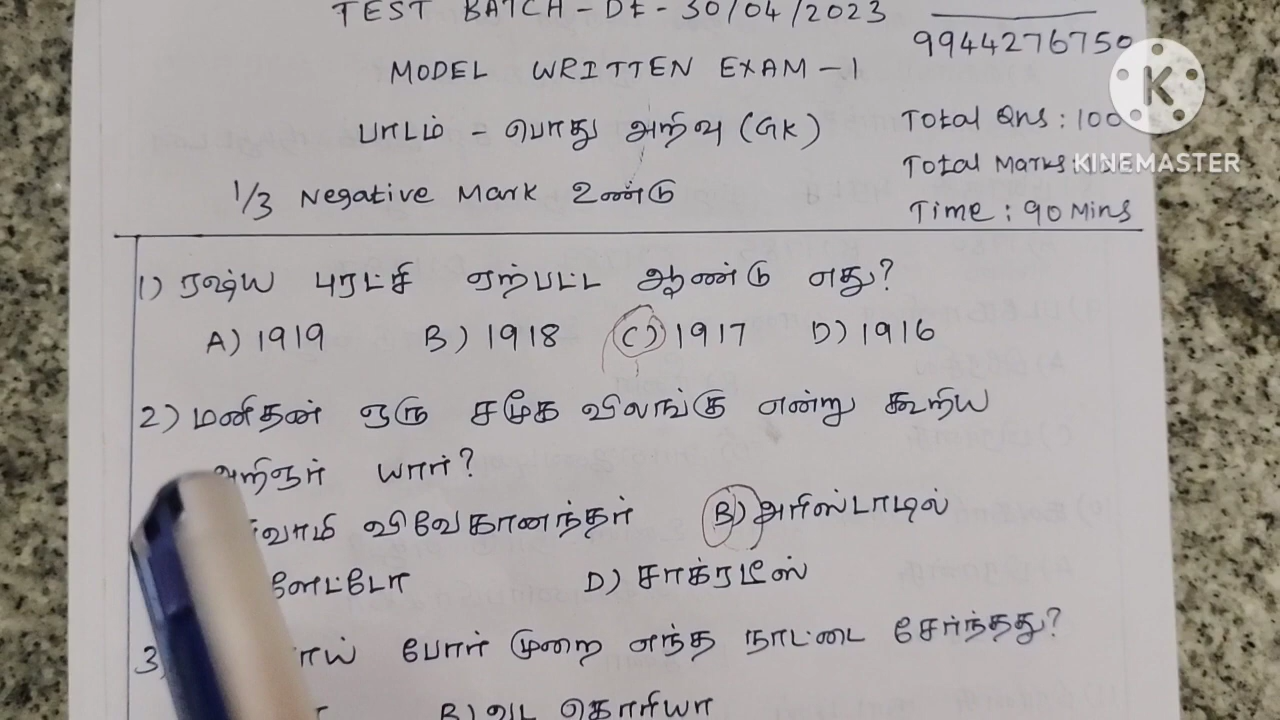 TEST BATCH - DE - 30/04/2023
9944276750
MODEL WRITTEN EXAM - 1
பாடம் - பொது அறிவு (GK)
Total Qns : 100
Total Marks :
KINEMASTER
1/3 Negative Mark உண்டு
Time : 90 Mins
1) ரஷ்ய புரட்சி ஏற்பட்ட ஆண்டு எது?
A) 1919 B) 1918 C) 1917 D) 1916
2) மனிதன் ஒரு சமூக விலங்கு என்று கூறிய
அறிஞர் யார்?
விவேகானந்தர் B) அரிஸ்டாடில்
D) சாக்ரடீஸ்
3) போர் முறை எந்த நாட்டை சேர்ந்தது?
B) வட கொரியா